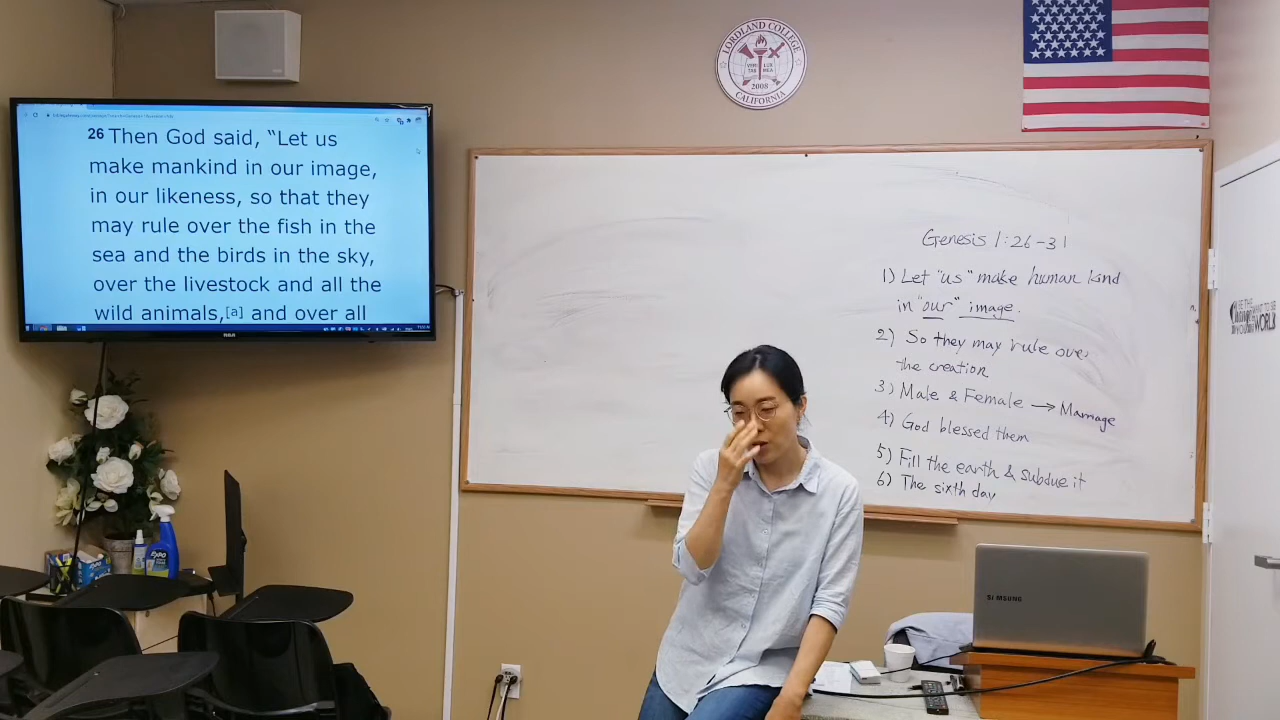 26 Then God said, “Let us
make mankind in our image,
in our likeness, so that they
may rule over the fish in the
sea and the birds in the sky,
over the livestock and all the
wild animals,[a] and over all
RCA
LORDLAND COLLEGE
2008
CALIFORNIA
Genesis 1:26-31
1) Let "us" make human kind
in "our" image.
2) So they may rule over
the creation
3) Male & Female → Marriage
4) God blessed them
5) Fill the earth & subdue it
6) The sixth day
EXPO
SAMSUNG